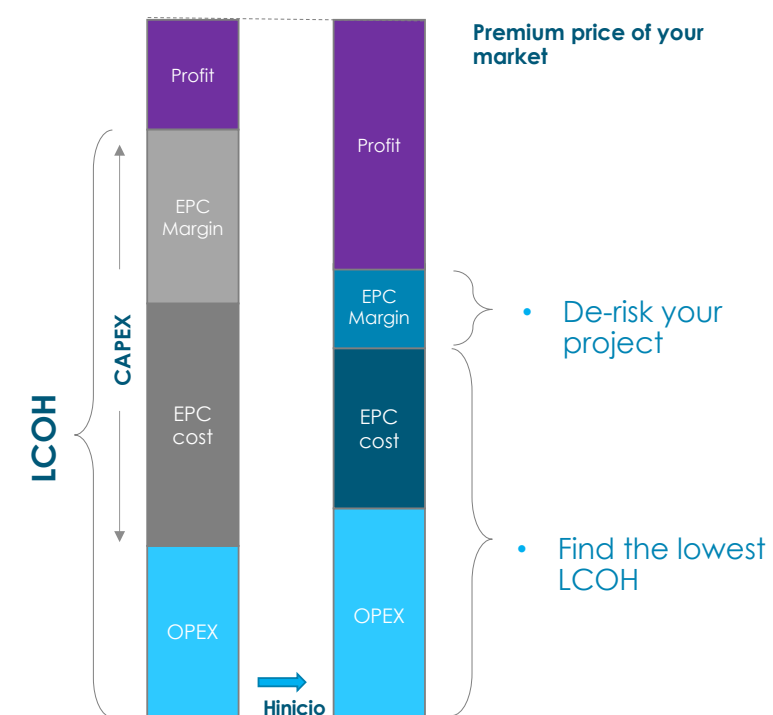 Premium price of your
market
Profit
EPC
Margin
EPC
cost
OPEX
CAPEX
LCOH
Hinicio
Profit
EPC
Margin
EPC
cost
OPEX
• De-risk your
project
• Find the lowest
LCOH